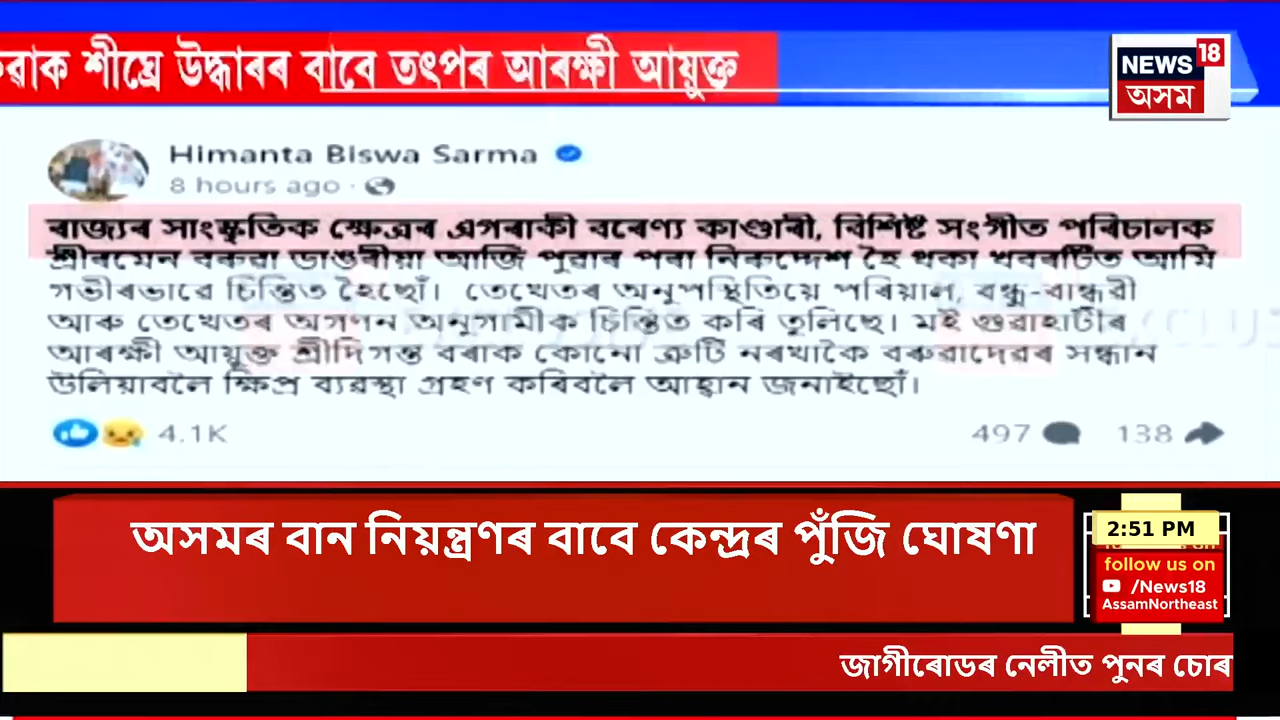 শীঘ্ৰে উদ্ধাৰৰ বাবে তৎপৰ আৰক্ষী আয়ুক্ত
NEWS 18
অসম
Himanta Biswa Sarma
8 hours ago
ৰাজ্যৰ সাংস্কৃতিক ক্ষেত্ৰৰ এগৰাকী বৰেণ্য কাণ্ডাৰী, বিশিষ্ট সংগীত পৰিচালক
শ্ৰীৰমেন বৰুৱা ডাঙৰীয়া আজি পুৱাৰ পৰা নিৰুদ্দেশ হৈ থকা খবৰটিত আমি
গভীৰভাৱে চিন্তিত হৈছোঁ। তেখেতৰ অনুপস্থিতিয়ে পৰিয়াল, বন্ধু-বান্ধৱী
আৰু তেখেতৰ অগণন অনুগামীক চিন্তিত কৰি তুলিছে। মই গুৱাহাটীৰ
আৰক্ষী আয়ুক্ত শ্ৰীদিগন্ত বৰাক কোনো ত্ৰুটি নৰখাকৈ বৰুৱাদেৱৰ সন্ধান
উলিয়াবলৈ ক্ষিপ্ৰ ব্যৱস্থা গ্ৰহণ কৰিবলৈ আহ্বান জনাইছোঁ।
4.1K 497 138
অসমৰ বান নিয়ন্ত্ৰণৰ বাবে কেন্দ্ৰৰ পুঁজি ঘোষণা
2:51 PM
follow us on
/News18
AssamNortheast
জাগীৰোডৰ নেলীত পুনৰ চোৰ